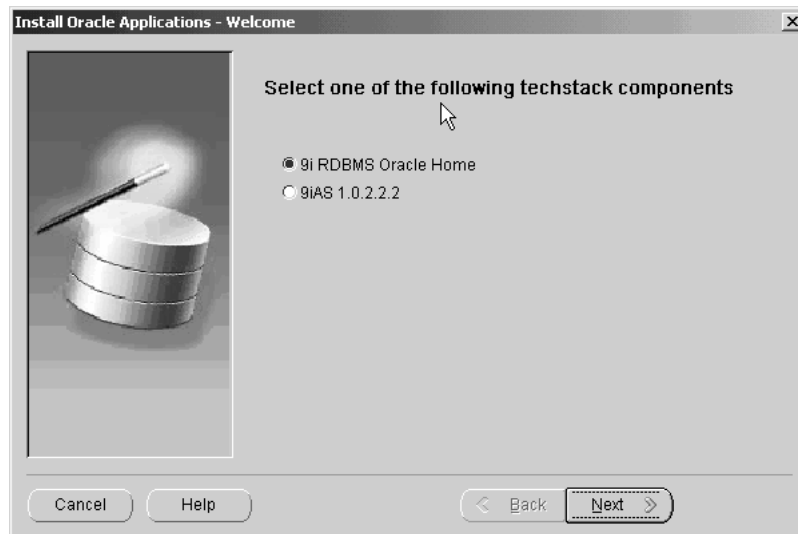 Install Oracle Applications - Welcome
Select one of the following techstack components
9i RDBMS Oracle Home
9iAS 1.0.2.2.2
Cancel Help Back Next